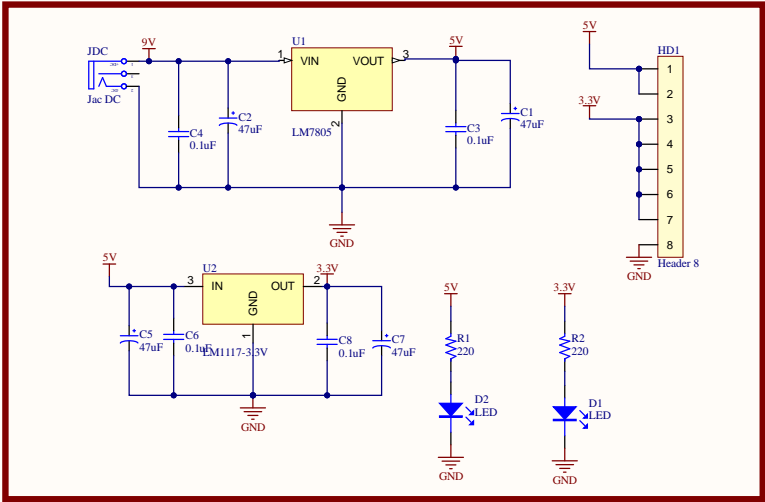 JDC
Jac DC
9V
C4
0.1uF
C2
47uF
U1
1
VIN
VOUT
3
GND
2
LM7805
5V
C3
0.1uF
C1
47uF
GND
5V
3.3V
HD1
1
2
3
4
5
6
7
8
Header 8
GND
5V
C5
47uF
C6
0.1uF
U2
3
IN
OUT
2
GND
1
LM1117-3.3V
3.3V
C8
0.1uF
C7
47uF
GND
5V
R1
220
D2
LED
GND
3.3V
R2
220
D1
LED
GND